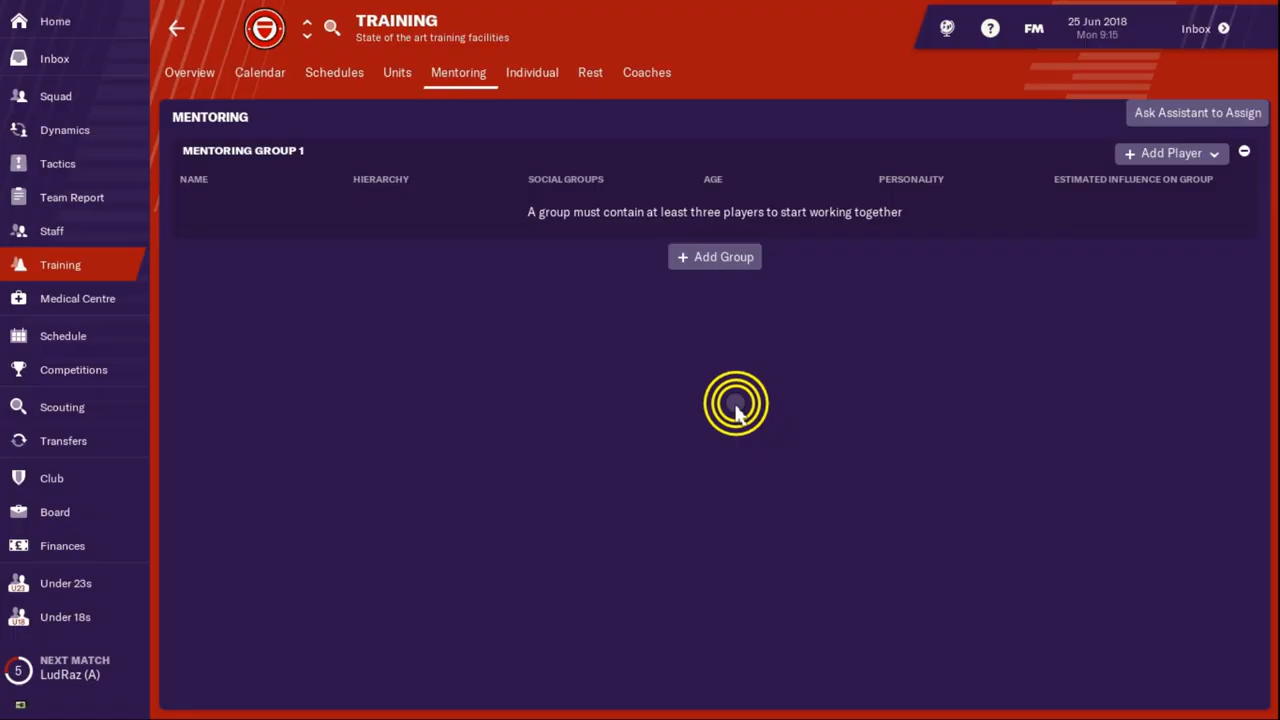 Home
Inbox
Squad
Dynamics
Tactics
Team Report
Staff
Training
Medical Centre
Schedule
Competitions
Scouting
Transfers
Club
Board
Finances
U23
Under 23s
U18
Under 18s
5
NEXT MATCH
LudRaz (A)
TRAINING
State of the art training facilities
?
FM
25 Jun 2018
Mon 9:15
Inbox
Overview Calendar Schedules Units Mentoring Individual Rest Coaches
MENTORING
Ask Assistant to Assign
MENTORING GROUP 1
+ Add Player
NAME HIERARCHY SOCIAL GROUPS AGE PERSONALITY ESTIMATED INFLUENCE ON GROUP
A group must contain at least three players to start working together
+ Add Group